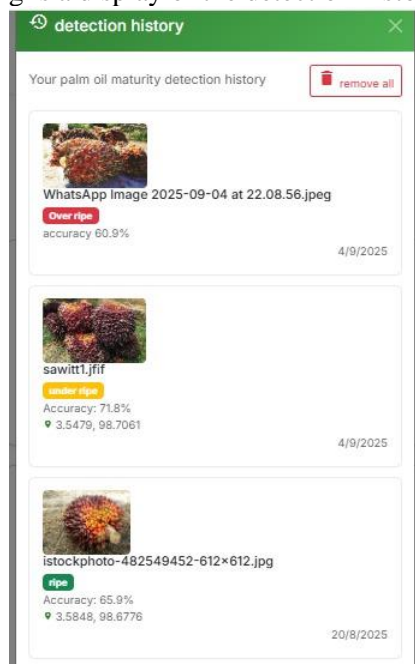 detection history
Your palm oil maturity detection history
remove all
WhatsApp Image 2025-09-04 at 22.08.56.jpeg
Over ripe
accuracy 60.9%
4/9/2025
sawitt1.jfif
under ripe
Accuracy: 71.8%
3.5479, 98.7061
4/9/2025
istockphoto-482549452-612x612.jpg
ripe
Accuracy: 65.9%
3.5848, 98.6776
20/8/2025